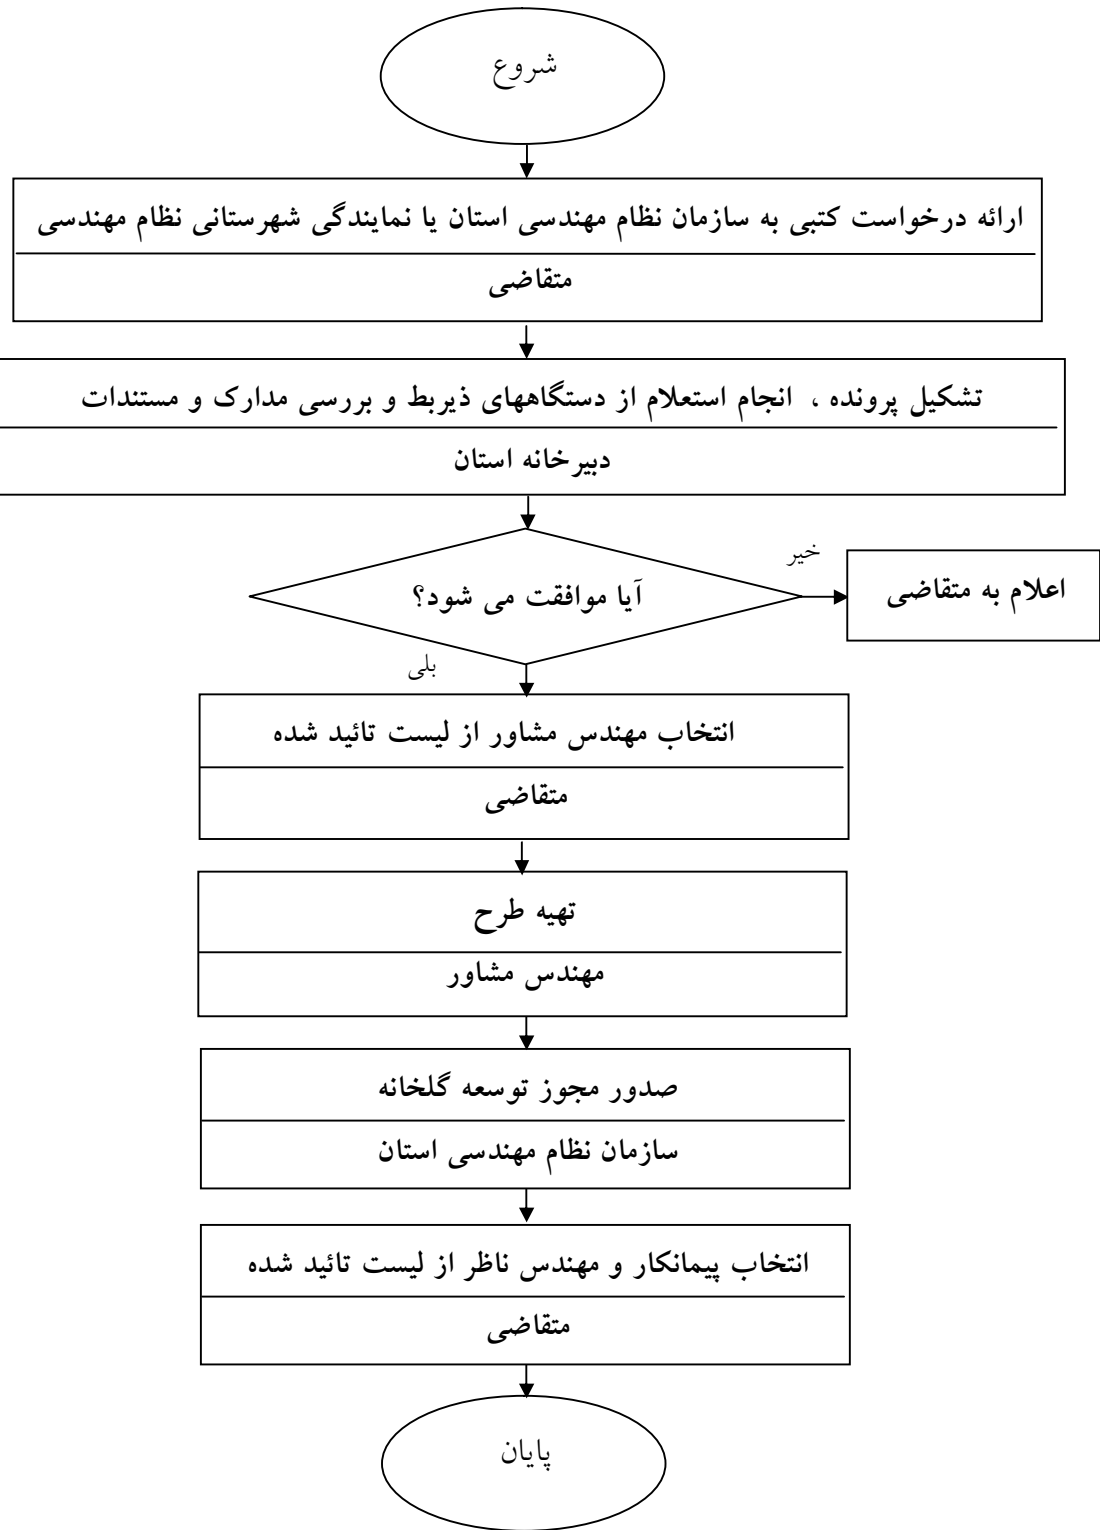 شروع
ارائه درخواست کتبی به سازمان نظام مهندسی استان یا نمایندگی شهرستانی نظام مهندسی
متقاضی
تشکیل پرونده ، انجام استعلام از دستگاههای ذیربط و بررسی مدارک و مستندات
دبیرخانه استان
آیا موافقت می شود؟
خیر
اعلام به متقاضی
بلی
انتخاب مهندس مشاور از لیست تائید شده
متقاضی
تهیه طرح
مهندس مشاور
صدور مجوز توسعه گلخانه
سازمان نظام مهندسی استان
انتخاب پیمانکار و مهندس ناظر از لیست تائید شده
متقاضی
پایان